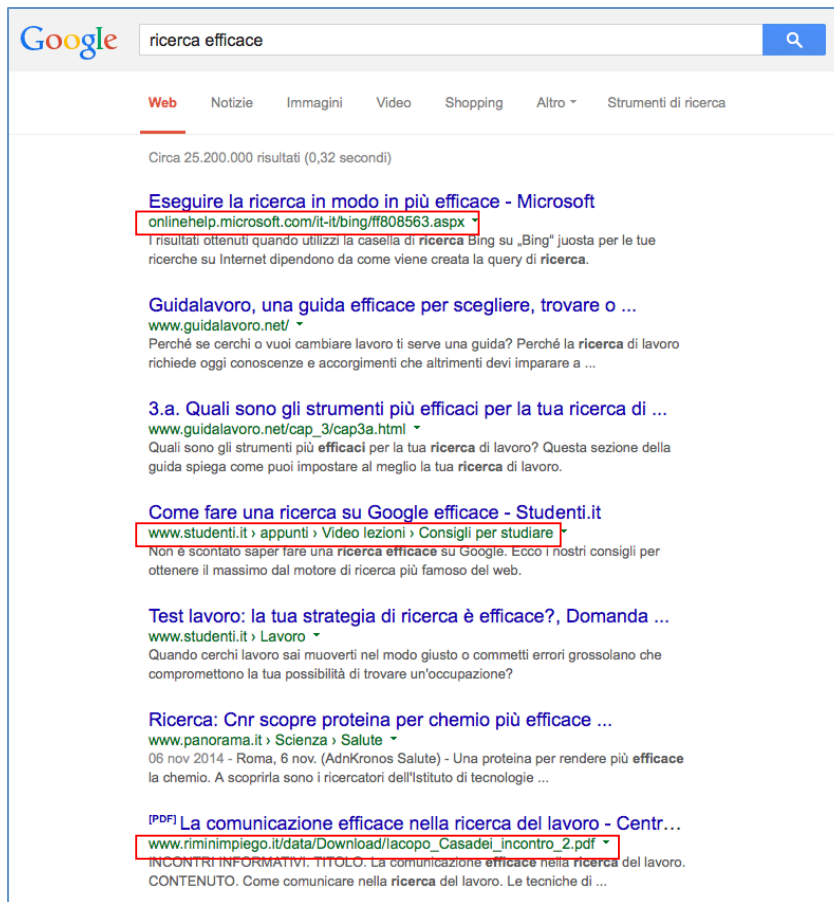 Google ricerca efficace
Web Notizie Immagini Video Shopping Altro Strumenti di ricerca
Circa 25.200.000 risultati (0,32 secondi)
Eseguire la ricerca in modo in più efficace - Microsoft
onlinehelp.microsoft.com/it-it/bing/ff808563.aspx
I risultati ottenuti quando utilizzi la casella di ricerca Bing su „Bing“ juosta per le tue
ricerche su Internet dipendono da come viene creata la query di ricerca.
Guidalavoro, una guida efficace per scegliere, trovare o ...
www.guidalavoro.net/
Perché se cerchi o vuoi cambiare lavoro ti serve una guida? Perché la ricerca di lavoro
richiede oggi conoscenze e accorgimenti che altrimenti devi imparare a ...
3.a. Quali sono gli strumenti più efficaci per la tua ricerca di ...
www.guidalavoro.net/cap_3/cap3a.html
Quali sono gli strumenti più efficaci per la tua ricerca di lavoro? Questa sezione della
guida spiega come puoi impostare al meglio la tua ricerca di lavoro.
Come fare una ricerca su Google efficace - Studenti.it
www.studenti.it › appunti › Video lezioni › Consigli per studiare
Non è scontato saper fare una ricerca efficace su Google. Ecco i nostri consigli per
ottenere il massimo dal motore di ricerca più famoso del web.
Test lavoro: la tua strategia di ricerca è efficace?, Domanda ...
www.studenti.it › Lavoro
Quando cerchi lavoro sai muoverti nel modo giusto o commetti errori grossolano che
compromettono la tua possibilità di trovare un'occupazione?
Ricerca: Cnr scopre proteina per chemio più efficace ...
www.panorama.it › Scienza › Salute
06 nov 2014 - Roma, 6 nov. (AdnKronos Salute) - Una proteina per rendere più efficace
la chemio. A scoprirla sono i ricercatori dell'Istituto di tecnologie ...
[PDF] La comunicazione efficace nella ricerca del lavoro - Centr...
www.riminimpiego.it/data/Download/Iacopo_Casadei_incontro_2.pdf
INCONTRI INFORMATIVI. TITOLO. La comunicazione efficace nella ricerca del lavoro.
CONTENUTO. Come comunicare nella ricerca del lavoro. Le tecniche di ...